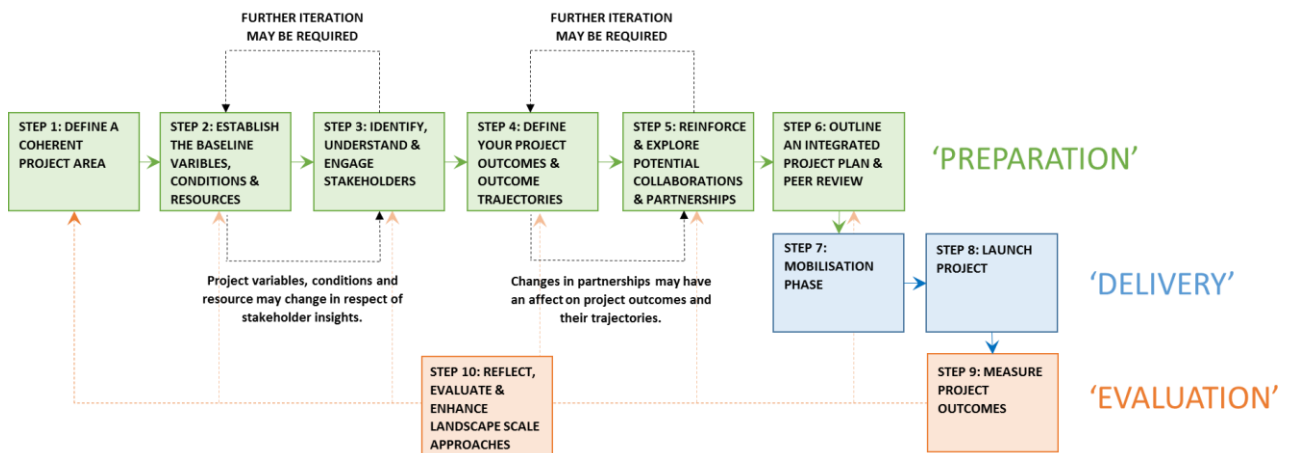 FURTHER ITERATION
MAY BE REQUIRED
FURTHER ITERATION
MAY BE REQUIRED
STEP 1: DEFINE A
COHERENT
PROJECT AREA
STEP 2: ESTABLISH
THE BASELINE
VARIBLES,
CONDITIONS &
RESOURCES
STEP 3: IDENTIFY,
UNDERSTAND &
ENGAGE
STAKEHOLDERS
STEP 4: DEFINE
YOUR PROJECT
OUTCOMES &
OUTCOME
TRAJECTORIES
STEP 5: REINFORCE
& EXPLORE
POTENTIAL
COLLABORATIONS
& PARTNERSHIPS
STEP 6: OUTLINE
AN INTEGRATED
PROJECT PLAN &
PEER REVIEW
'PREPARATION'
Project variables, conditions and
resource may change in respect of
stakeholder insights.
Changes in partnerships may have
an affect on project outcomes and
their trajectories.
STEP 7:
MOBILISATION
PHASE
STEP 8: LAUNCH
PROJECT
'DELIVERY'
STEP 10: REFLECT,
EVALUATE &
ENHANCE
LANDSCAPE SCALE
APPROACHES
STEP 9: MEASURE
PROJECT
OUTCOMES
'EVALUATION'